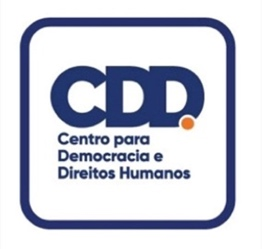 CDD.
Centro para
Democracia e
Direitos Humanos